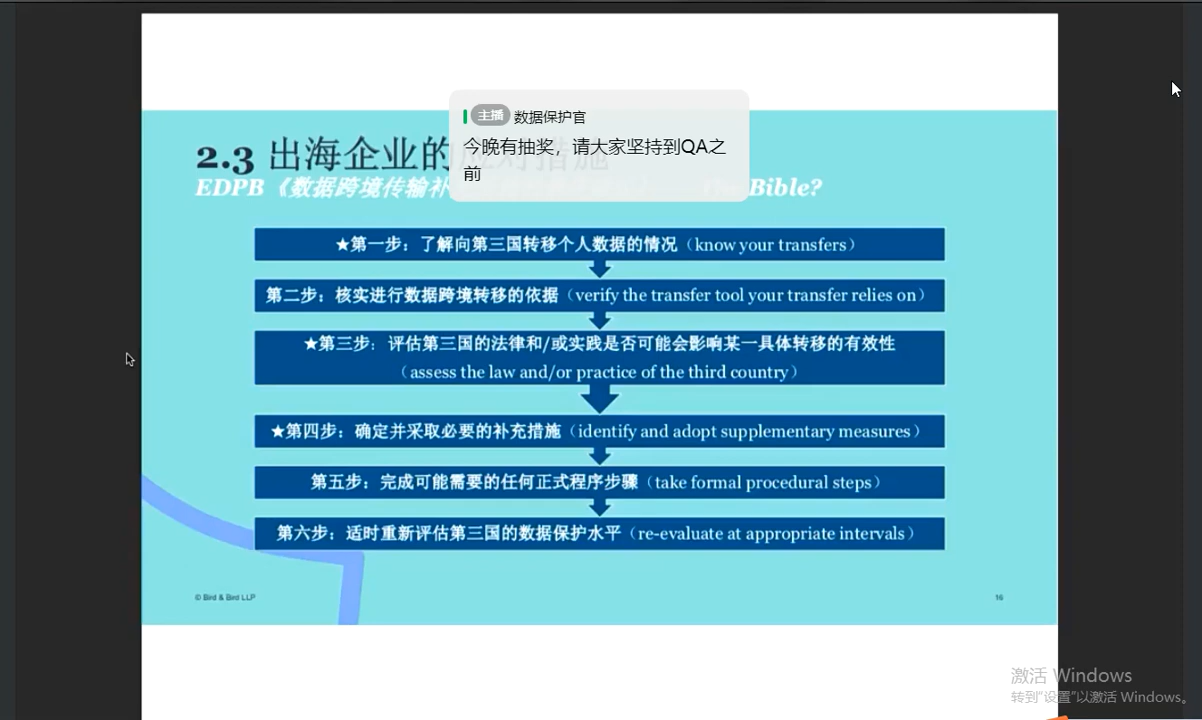 主播 数据保护官
今晚有抽奖，请大家坚持到QA之
前
2.3 出海企业的应对措施
EDPB《数据跨境传输补 Bible?
★第一步：了解向第三国转移个人数据的情况（know your transfers）
第二步：核实进行数据跨境转移的依据（verify the transfer tool your transfer relies on）
★第三步：评估第三国的法律和/或实践是否可能会影响某一具体转移的有效性
（assess the law and/or practice of the third country）
★第四步：确定并采取必要的补充措施（identify and adopt supplementary measures）
第五步：完成可能需要的任何正式程序步骤（take formal procedural steps）
第六步：适时重新评估第三国的数据保护水平（re-evaluate at appropriate intervals）
© Bird & Bird LLP
16
激活 Windows
转到“设置”以激活 Windows。